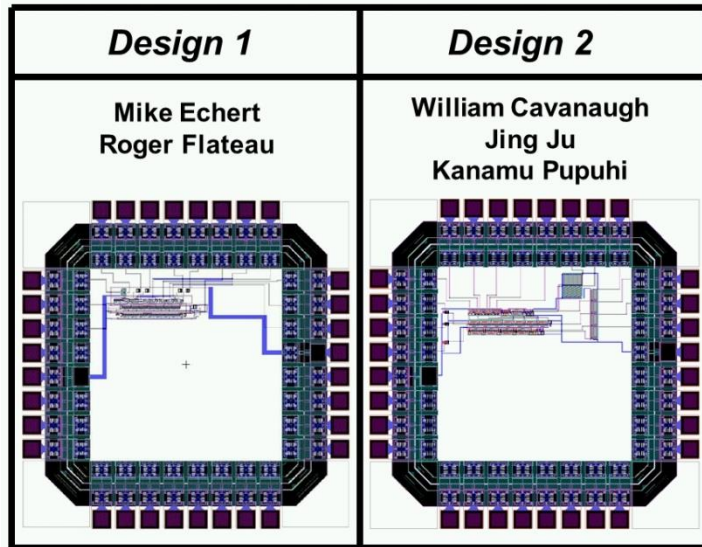 Design 1
Design 2
Mike Echert
Roger Flateau
William Cavanaugh
Jing Ju
Kanamu Pupuhi